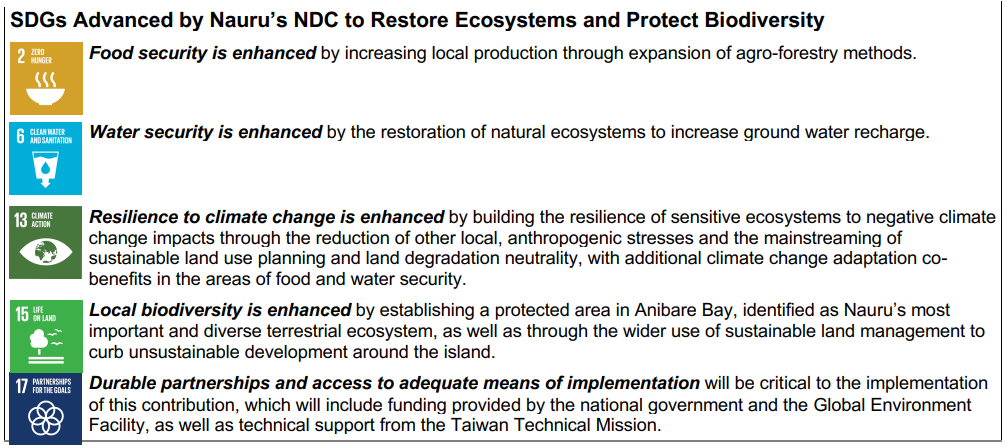 SDGs Advanced by Nauru's NDC to Restore Ecosystems and Protect Biodiversity
2 ZERO
HUNGER
Food security is enhanced by increasing local production through expansion of agro-forestry methods.
6 CLEAN WATER
AND SANITATION
Water security is enhanced by the restoration of natural ecosystems to increase ground water recharge.
13 CLIMATE
ACTION
Resilience to climate change is enhanced by building the resilience of sensitive ecosystems to negative climate
change impacts through the reduction of other local, anthropogenic stresses and the mainstreaming of
sustainable land use planning and land degradation neutrality, with additional climate change adaptation co-
benefits in the areas of food and water security.
15 LIFE
ON LAND
Local biodiversity is enhanced by establishing a protected area in Anibare Bay, identified as Nauru's most
important and diverse terrestrial ecosystem, as well as through the wider use of sustainable land management to
curb unsustainable development around the island.
17 PARTNERSHIPS
FOR THE GOALS
Durable partnerships and access to adequate means of implementation will be critical to the implementation
of this contribution, which will include funding provided by the national government and the Global Environment
Facility, as well as technical support from the Taiwan Technical Mission.